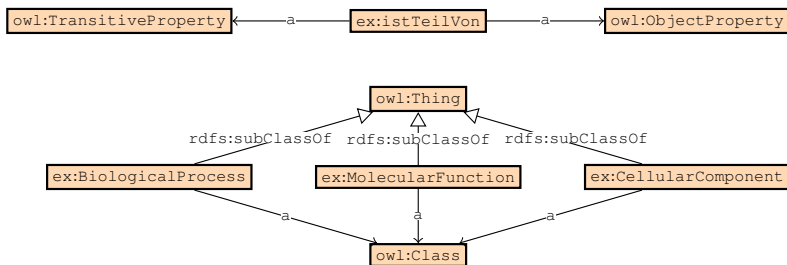 owl:TransitiveProperty a ex:istTeilVon a owl:ObjectProperty
owl:Thing
rdfs:subClassOf rdfs:subClassOf rdfs:subClassOf
ex:BiologicalProcess ex:MolecularFunction ex:CellularComponent
a a a
owl:Class